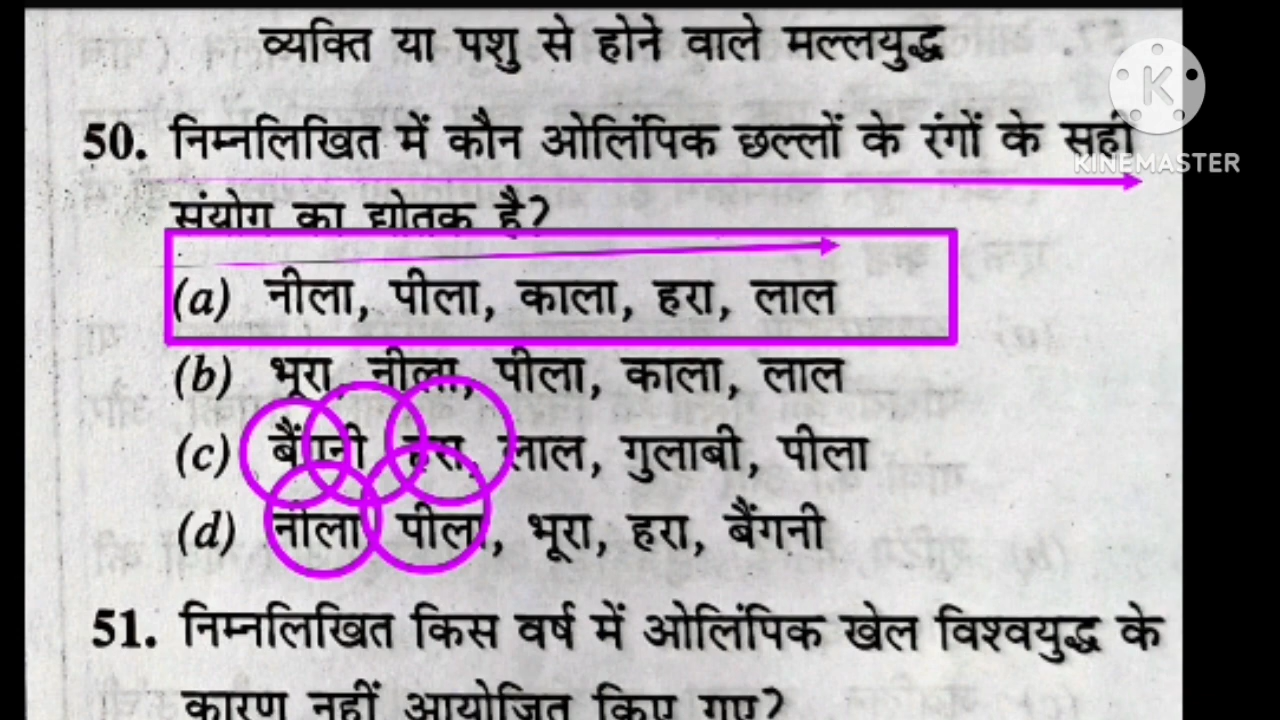 व्यक्ति या पशु से होने वाले मल्लयुद्ध
50. निम्नलिखित में कौन ओलिंपिक छल्लों के रंगों के सही
KINEMASTER
संयोग का द्योतक है?
(a) नीला, पीला, काला, हरा, लाल
(b) भूरा, नीला, पीला, काला, लाल
(c) बैंगनी, हरा, लाल, गुलाबी, पीला
(d) नीला, पीला, भूरा, हरा, बैंगनी
51. निम्नलिखित किस वर्ष में ओलिंपिक खेल विश्वयुद्ध के
कारण नहीं आयोजित किए गए?